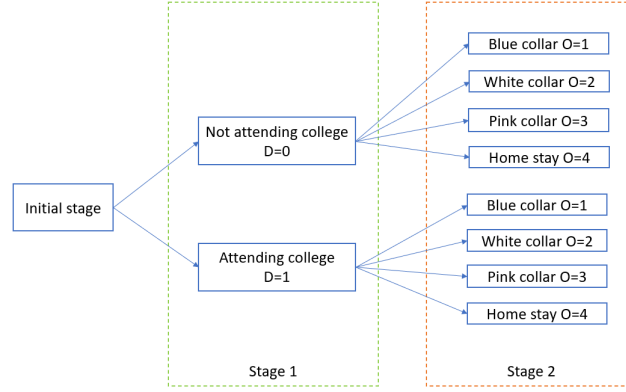 Initial stage
Not attending college
D=0
Attending college
D=1
Stage 1
Blue collar O=1
White collar O=2
Pink collar O=3
Home stay O=4
Blue collar O=1
White collar O=2
Pink collar O=3
Home stay O=4
Stage 2